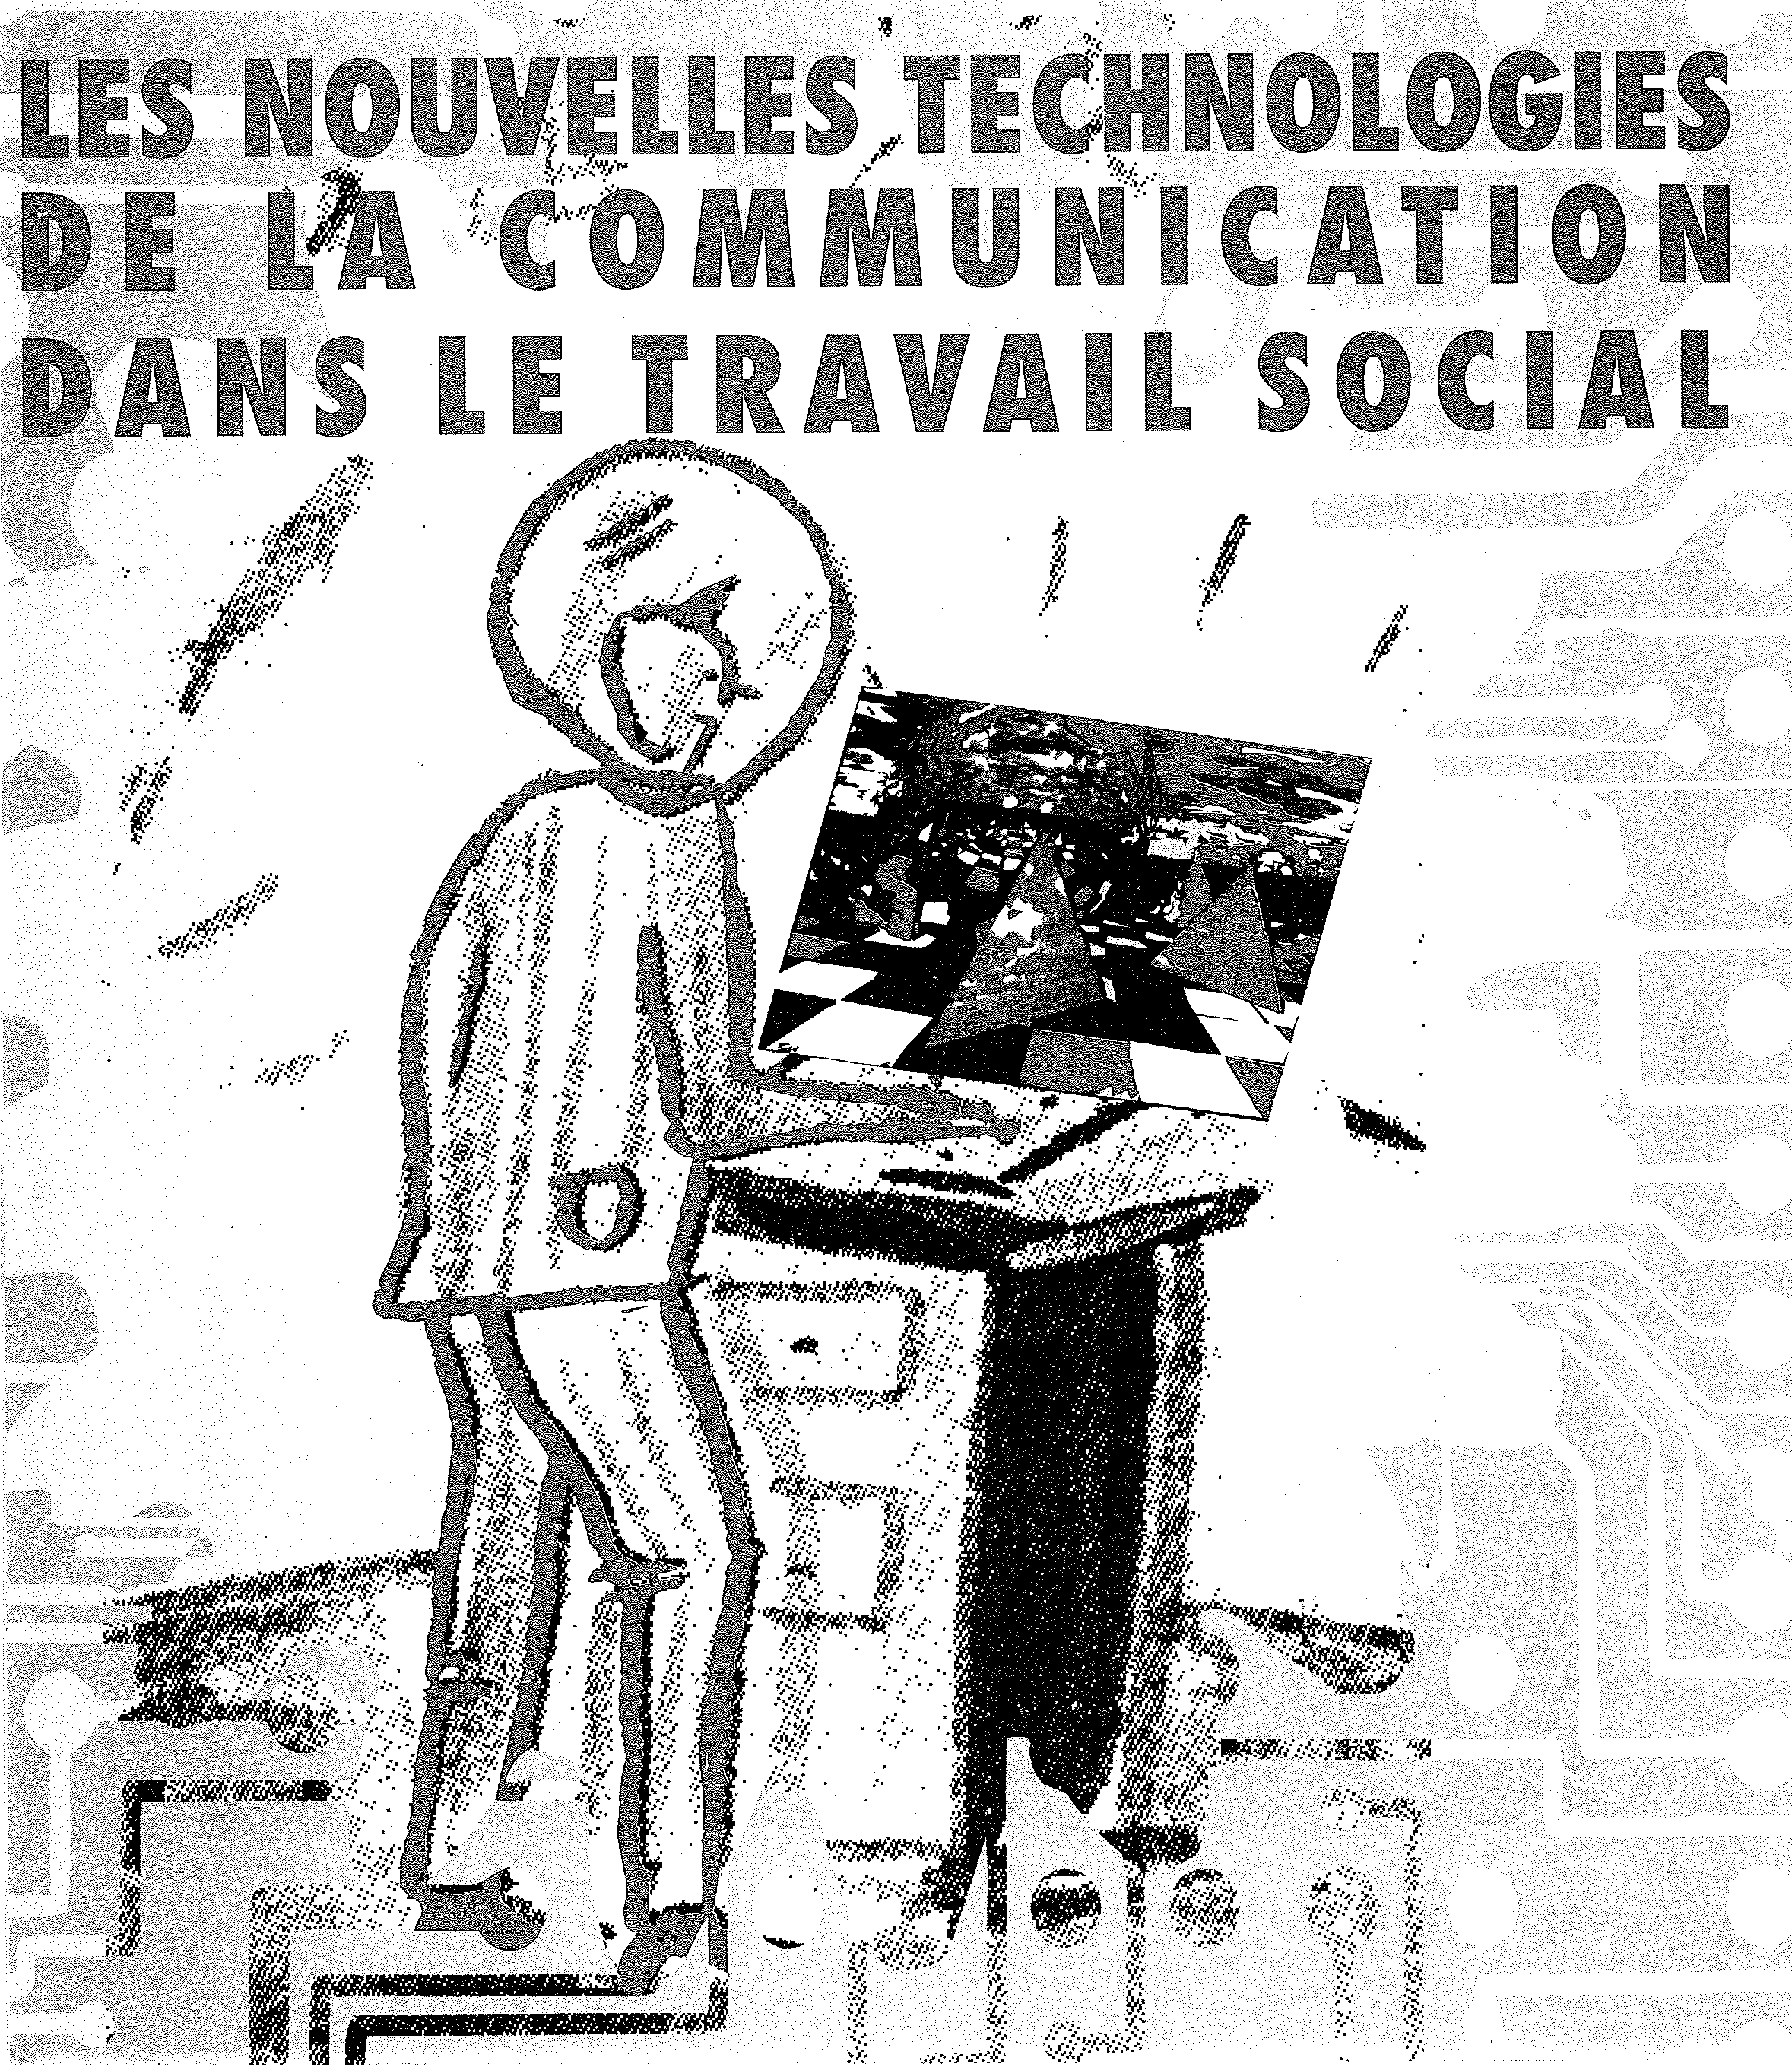 LES NOUVELLES TECHNOLOGIES
DE LA COMMUNICATION
DANS LE TRAVAIL SOCIAL